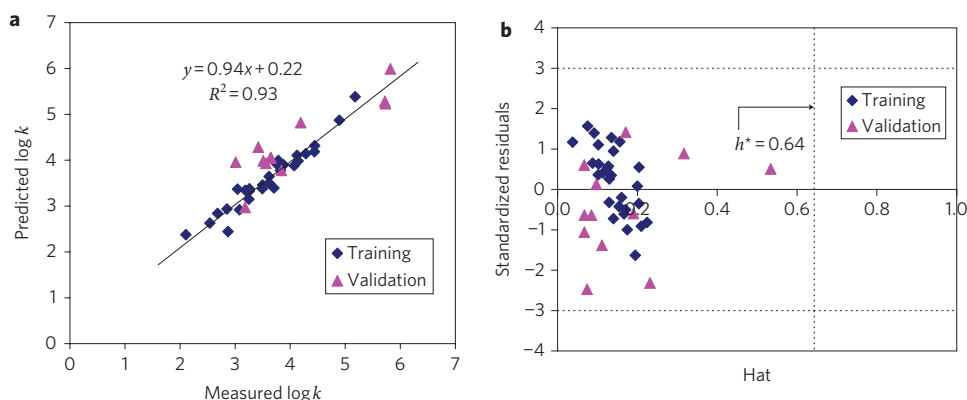 a
y=0.94x+0.22
R²=0.93
Predicted log k
7
6
5
4
3
2
1
0
0 1 2 3 4 5 6 7
Measured log k
Training
Validation
b
Standardized residuals
4
3
2
1
0
−1
−2
−3
−4
0.0 0.2 0.4 0.6 0.8 1.0
Hat
Training
Validation
h* = 0.64